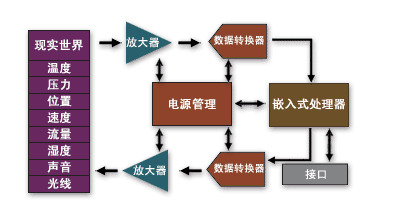 现实世界
温度
压力
位置
速度
流量
湿度
声音
光线
放大器
数据转换器
电源管理
嵌入式处理器
放大器
数据转换器
接口